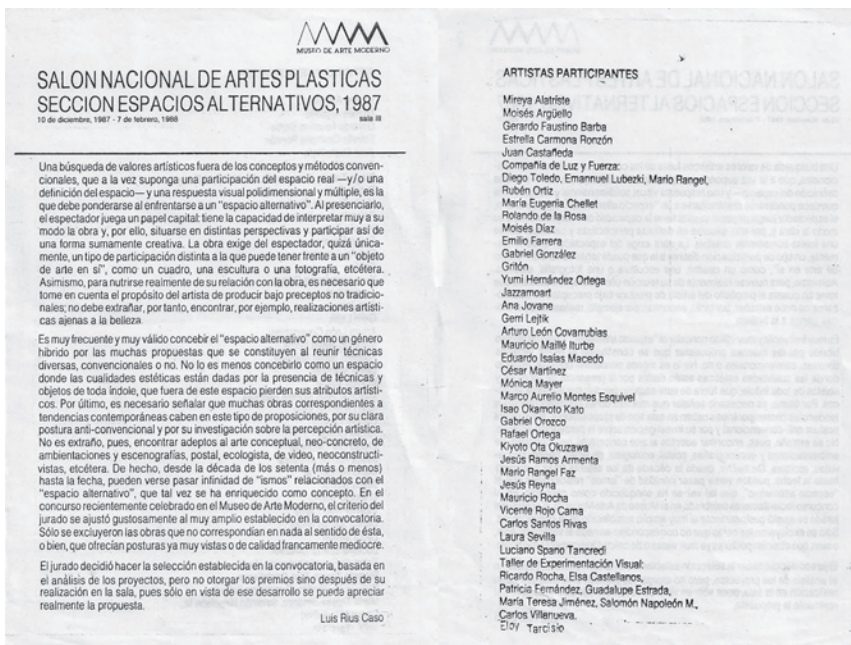 MUSEO DE ARTE MODERNO
SALON NACIONAL DE ARTES PLASTICAS
SECCION ESPACIOS ALTERNATIVOS, 1987
10 de diciembre, 1987 - 7 de febrero, 1988 sala III
Una búsqueda de valores artísticos fuera de los conceptos y métodos conven-
cionales, que a la vez suponga una participación del espacio real —y/o una
definición del espacio— y una respuesta visual polidimensional y múltiple, es la
que debe ponderarse al enfrentarse a un "espacio alternativo". Al presenciarlo,
el espectador juega un papel capital: tiene la capacidad de interpretar muy a su
modo la obra y, por ello, situarse en distintas perspectivas y participar así de
una forma sumamente creativa. La obra exige del espectador, quizá única-
mente, un tipo de participación distinta a la que puede tener frente a un "objeto
de arte en sí", como un cuadro, una escultura o una fotografía, etcétera.
Asimismo, para nutrirse realmente de su relación con la obra, es necesario que
tome en cuenta el propósito del artista de producir bajo preceptos no tradicio-
nales; no debe extrañar, por tanto, encontrar, por ejemplo, realizaciones artísti-
cas ajenas a la belleza.
Es muy frecuente y muy válido concebir el "espacio alternativo" como un género
híbrido por las muchas propuestas que se constituyen al reunir técnicas
diversas, convencionales o no. No lo es menos concebirlo como un espacio
donde las cualidades estéticas están dadas por la presencia de técnicas y
objetos de toda índole, que fuera de este espacio pierden sus atributos artísti-
cos. Por último, es necesario señalar que muchas obras correspondientes a
tendencias contemporáneas caben en este tipo de proposiciones, por su clara
postura anti-convencional y por su investigación sobre la percepción artística.
No es extraño, pues, encontrar adeptos al arte conceptual, neo-concreto, de
ambientaciones y escenografías, postal, ecologista, de video, neoconstructi-
vistas, etcétera. De hecho, desde la década de los setenta (más o menos)
hasta la fecha, pueden verse pasar infinidad de "ismos" relacionados con el
"espacio alternativo", que tal vez se ha enriquecido como concepto. En el
concurso recientemente celebrado en el Museo de Arte Moderno, el criterio del
jurado se ajustó gustosamente al muy amplio establecido en la convocatoria.
Sólo se excluyeron las obras que no correspondían en nada al sentido de ésta,
o bien, que ofrecían posturas ya muy vistas o de calidad francamente mediocre.
El jurado decidió hacer la selección establecida en la convocatoria, basada en
el análisis de los proyectos, pero no otorgar los premios sino después de su
realización en la sala, pues sólo en vista de ese desarrollo se pueda apreciar
realmente la propuesta.
Luis Rius Caso
ARTISTAS PARTICIPANTES
Mireya Alatriste
Moisés Argüello
Gerardo Faustino Barba
Estrella Carmona Ronzón
Juan Castañeda
Compañía de Luz y Fuerza:
Diego Toledo, Emannuel Lubezki, Mario Rangel,
Rubén Ortiz
María Eugenia Chellet
Rolando de la Rosa
Moisés Díaz
Emilio Farrera
Gabriel González
Gritón
Yumi Hernández Ortega
Jazzamoart
Ana Jovane
Gerri Lejtik
Arturo León Covarrubias
Mauricio Maillé Iturbe
Eduardo Isaías Macedo
César Martínez
Mónica Mayer
Marco Aurelio Montes Esquivel
Isao Okamoto Kato
Gabriel Orozco
Rafael Ortega
Kiyoto Ota Okuzawa
Jesús Ramos Armenta
Mario Rangel Faz
Jesús Reyna
Mauricio Rocha
Vicente Rojo Cama
Carlos Santos Rivas
Laura Sevilla
Luciano Spano Tancredi
Taller de Experimentación Visual:
Ricardo Rocha, Elsa Castellanos,
Patricia Fernández, Guadalupe Estrada,
María Teresa Jiménez, Salomón Napoleón M.,
Carlos Villanueva.
Eloy Tarcisio